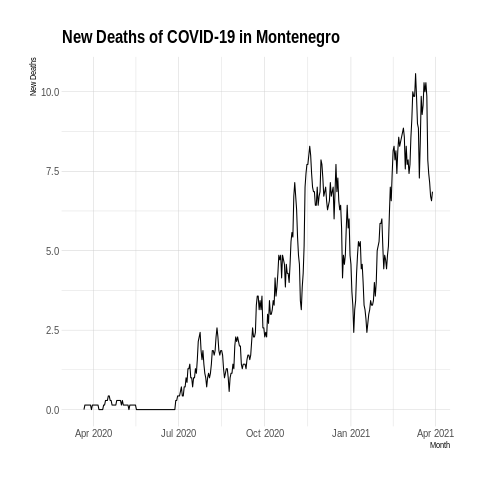 New Deaths of COVID-19 in Montenegro
New Deaths
10.0
7.5
5.0
2.5
0.0
Apr 2020 Jul 2020 Oct 2020 Jan 2021 Apr 2021
Month